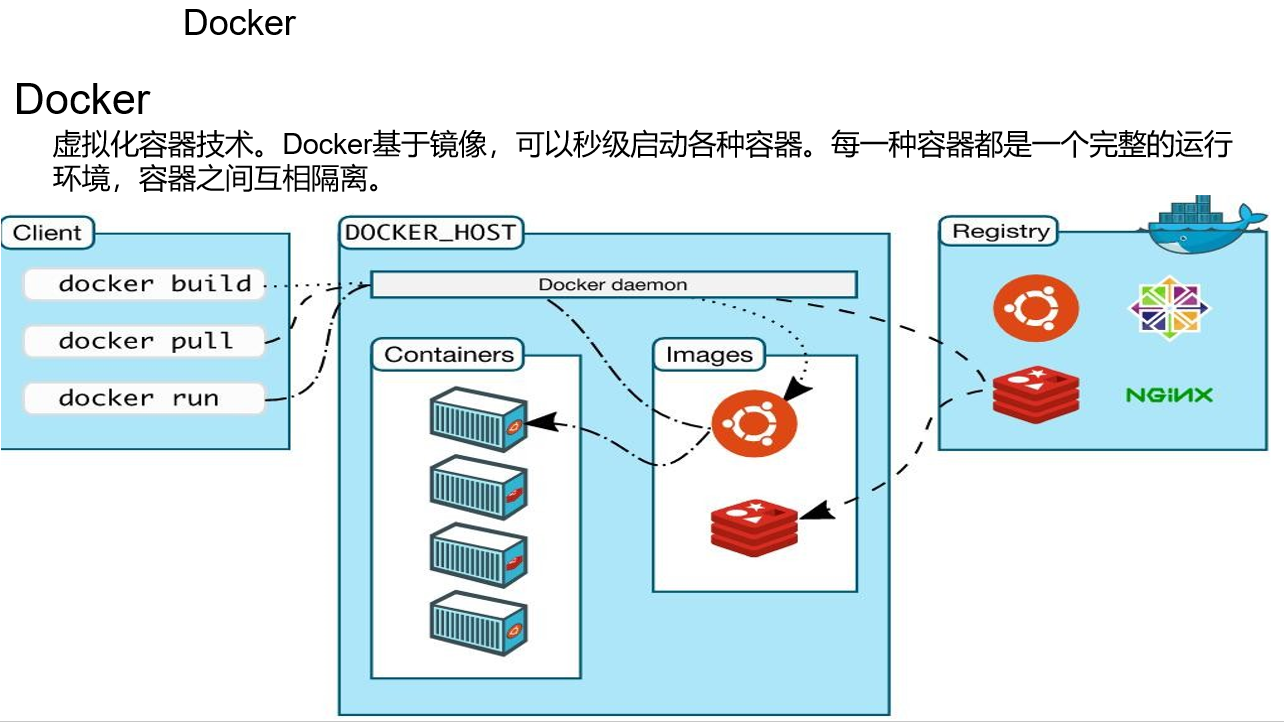 Docker
Docker
虚拟化容器技术。Docker基于镜像，可以秒级启动各种容器。每一种容器都是一个完整的运行
环境，容器之间互相隔离。
Client
docker build
docker pull
docker run
DOCKER_HOST
Docker daemon
Containers
Images
Registry
NGINX